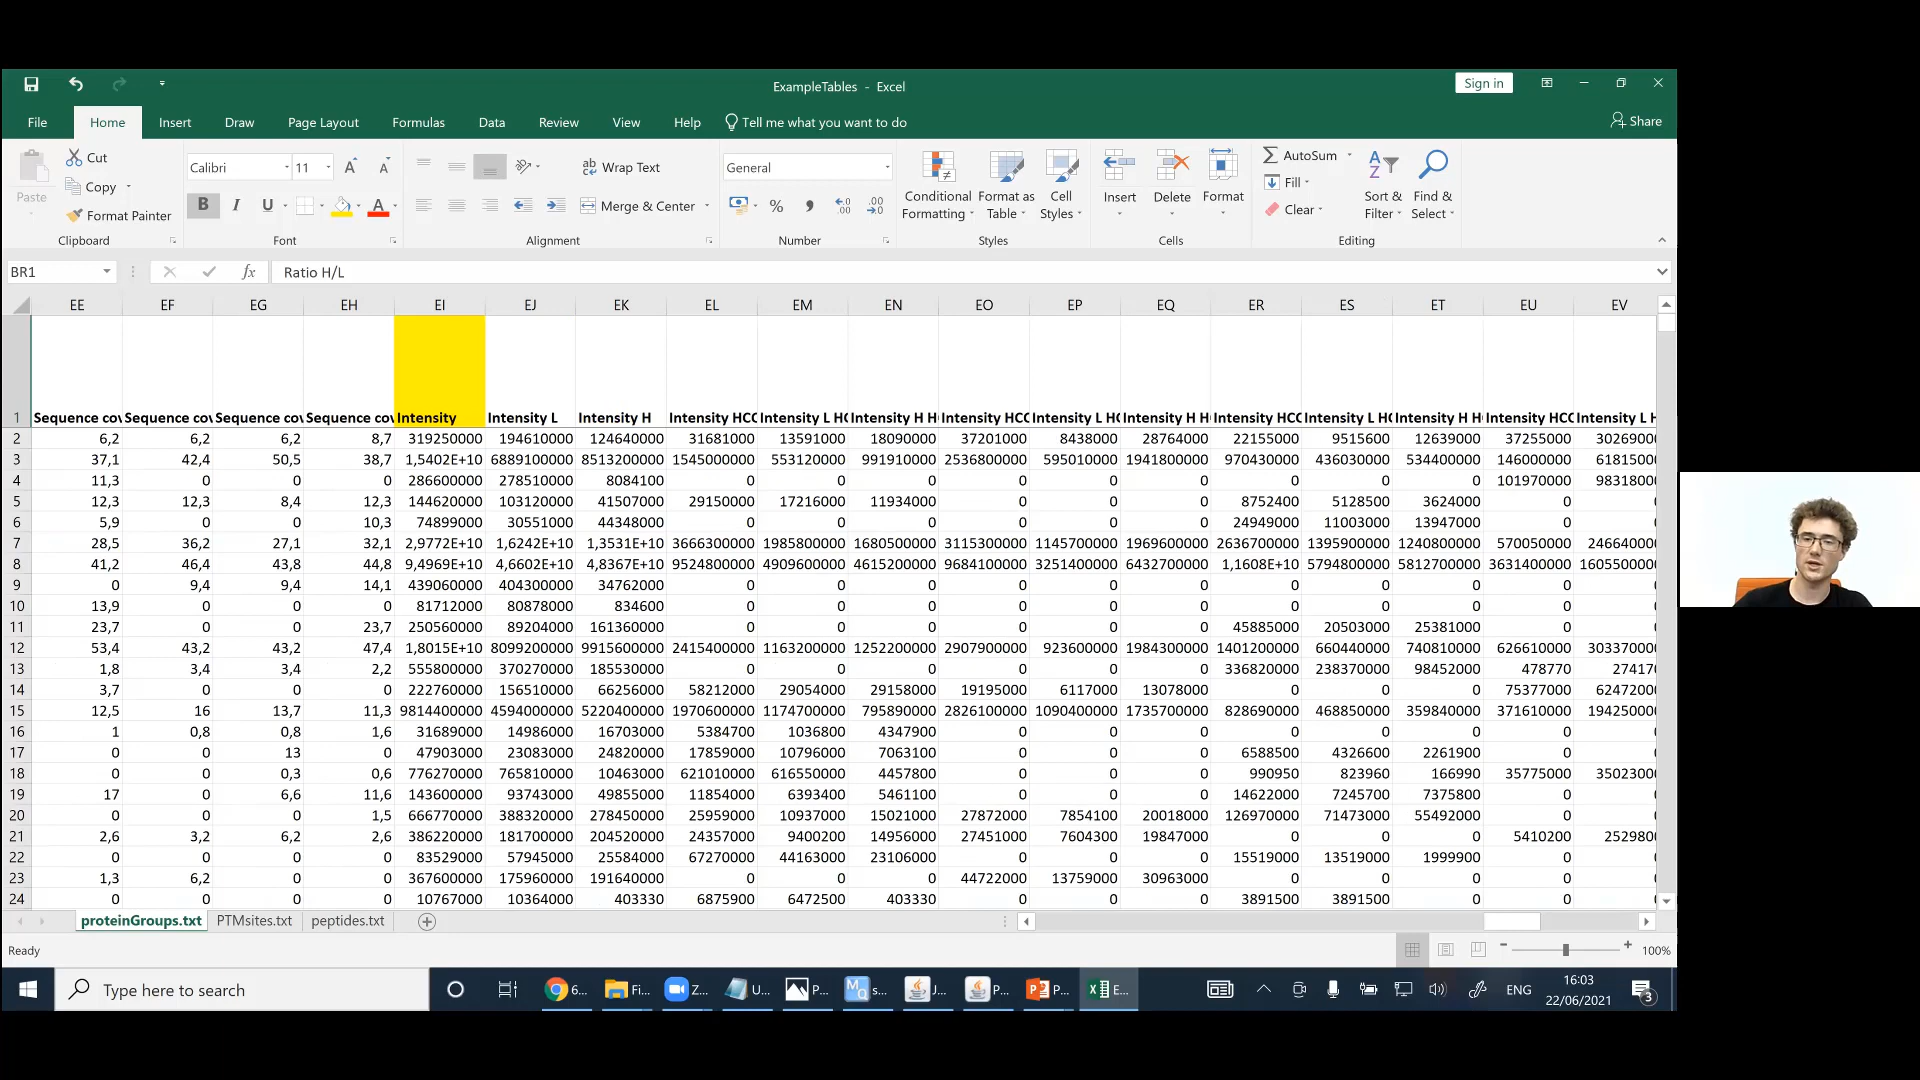 ExampleTables - Excel
Sign in
File Home Insert Draw Page Layout Formulas Data Review View Help Tell me what you want to do Share
Paste Cut Copy Format Painter Clipboard
Calibri 11 B I U A Font
ab Wrap Text Merge & Center Alignment
General % Number
Conditional Formatting Format as Table Cell Styles Styles
Insert Delete Format Cells
AutoSum Fill Clear Sort & Filter Find & Select Editing
BR1 fx Ratio H/L
EE EF EG EH EI EJ EK EL EM EN EO EP EQ ER ES ET EU EV
1 Sequence cov Sequence cov Sequence cov Sequence cov Intensity Intensity L Intensity H Intensity HCC Intensity L HC Intensity H H Intensity HCC Intensity L HC Intensity H H Intensity HCC Intensity L HC Intensity H H Intensity HCC Intensity L H
2 6,2 6,2 6,2 8,7 319250000 194610000 124640000 31681000 13591000 18090000 37201000 8438000 28764000 22155000 9515600 12639000 37255000 30269000
3 37,1 42,4 50,5 38,7 1,5402E+10 6889100000 8513200000 1545000000 553120000 991910000 2536800000 595010000 1941800000 970430000 436030000 534400000 146000000 61815000
4 11,3 0 0 0 286600000 278510000 8084100 0 0 0 0 0 0 0 0 0 101970000 98318000
5 12,3 12,3 8,4 12,3 144620000 103120000 41507000 29150000 17216000 11934000 0 0 0 8752400 5128500 3624000 0 0
6 5,9 0 0 10,3 74899000 30551000 44348000 0 0 0 0 0 0 24949000 11003000 13947000 0 0
7 28,5 36,2 27,1 32,1 2,9772E+10 1,6242E+10 1,3531E+10 3666300000 1985800000 1680500000 3115300000 1145700000 1969600000 2636700000 1395900000 1240800000 570050000 246640000
8 41,2 46,4 43,8 44,8 9,4969E+10 4,6602E+10 4,8367E+10 9524800000 4909600000 4615200000 9684100000 3251400000 6432700000 1,1608E+10 5794800000 5812700000 3631400000 1605500000
9 0 9,4 9,4 14,1 439060000 404300000 34762000 0 0 0 0 0 0 0 0 0 0 0
10 13,9 0 0 0 81712000 80878000 834600 0 0 0 0 0 0 0 0 0 0 0
11 23,7 0 0 23,7 250560000 89204000 161360000 0 0 0 0 0 0 45885000 20503000 25381000 0 0
12 53,4 43,2 43,2 47,4 1,8015E+10 8099200000 9915600000 2415400000 1163200000 1252200000 2907900000 923600000 1984300000 1401200000 660440000 740810000 626610000 303370000
13 1,8 3,4 3,4 2,2 555800000 370270000 185530000 0 0 0 0 0 0 336820000 238370000 98452000 478770 27417
14 3,7 0 0 0 222760000 156510000 66256000 58212000 29054000 29158000 19195000 6117000 13078000 0 0 0 75377000 62472000
15 12,5 16 13,7 11,3 9814400000 4594000000 5220400000 1970600000 1174700000 795890000 2826100000 1090400000 1735700000 828690000 468850000 359840000 371610000 194250000
16 1 0,8 0,8 1,6 31689000 14986000 16703000 5384700 1036800 4347900 0 0 0 0 0 0 0 0
17 0 0 13 0 47903000 23083000 24820000 17859000 10796000 7063100 0 0 0 6588500 4326600 2261900 0 0
18 0 0 0,3 0,6 776270000 765810000 10463000 621010000 616550000 4457800 0 0 0 990950 823960 166990 35775000 35023000
19 17 0 6,6 11,6 143600000 93743000 49855000 11854000 6393400 5461100 0 0 0 14622000 7245700 7375800 0 0
20 0 0 0 1,5 666770000 388320000 278450000 25959000 10937000 15021000 27872000 7854100 20018000 126970000 71473000 55492000 0 0
21 2,6 3,2 6,2 2,6 386220000 181700000 204520000 24357000 9400200 14956000 27451000 7604300 19847000 0 0 0 5410200 252980
22 0 0 0 0 83529000 57945000 25584000 67270000 44163000 23106000 0 0 0 15519000 13519000 1999900 0 0
23 1,3 6,2 0 0 367600000 175960000 191640000 0 0 0 44722000 13759000 30963000 0 0 0 0 0
24 0 0 0 0 10767000 10364000 403330 6875900 6472500 403330 0 0 0 3891500 3891500 0 0 0
proteinGroups.txt PTMsites.txt peptides.txt
Ready 100%
Type here to search 6... Fi... Z... U... P... s... J... P... P... E... ENG 16:03
22/06/2021 3